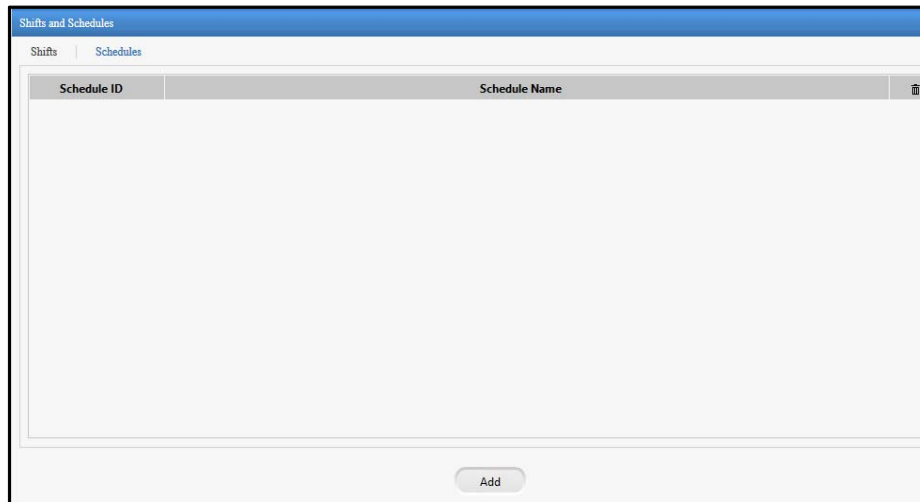 Shifts and Schedules
Shifts Schedules
Schedule ID Schedule Name
Add